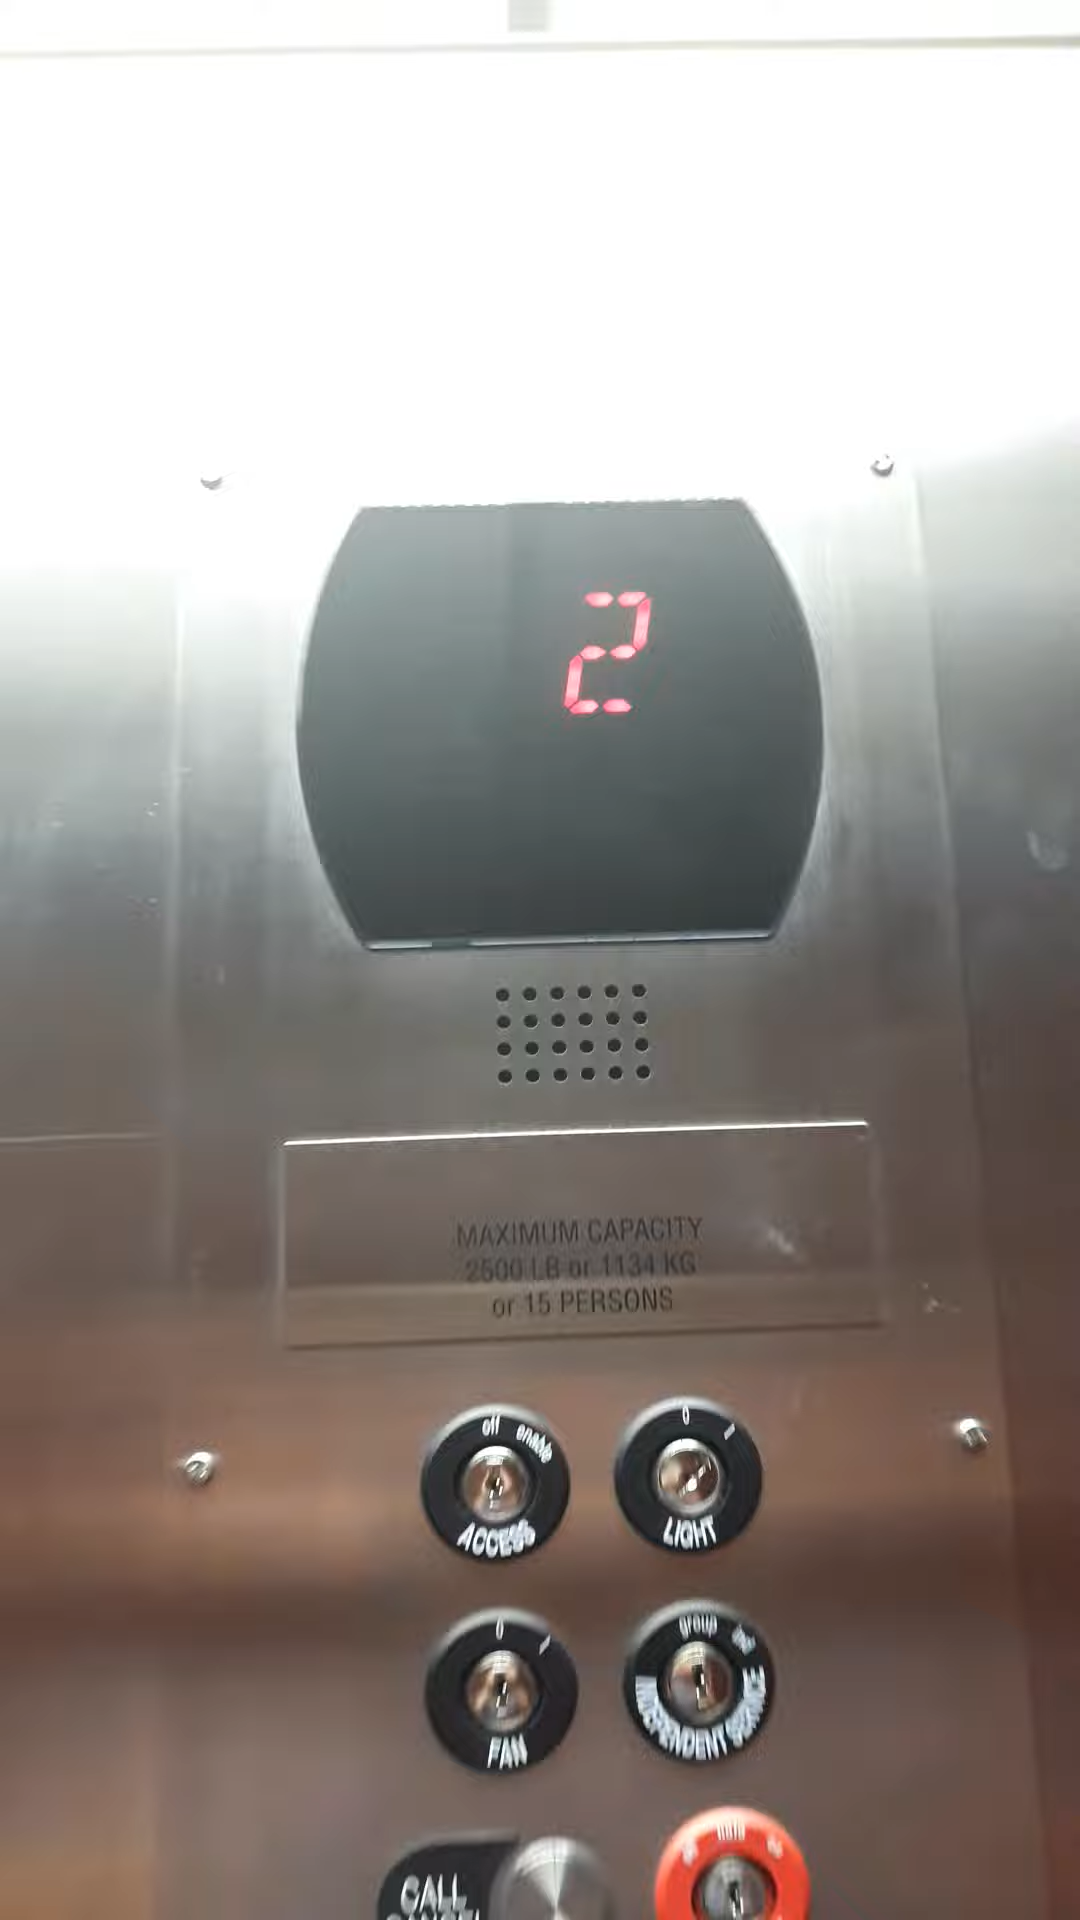 2
MAXIMUM CAPACITY
2500 LB or 1134 KG
or 15 PERSONS
off enable
ACCESS
0 I
LIGHT
0 I
FAN
group
INDEPENDENT SERVICE
CALL
CANCEL